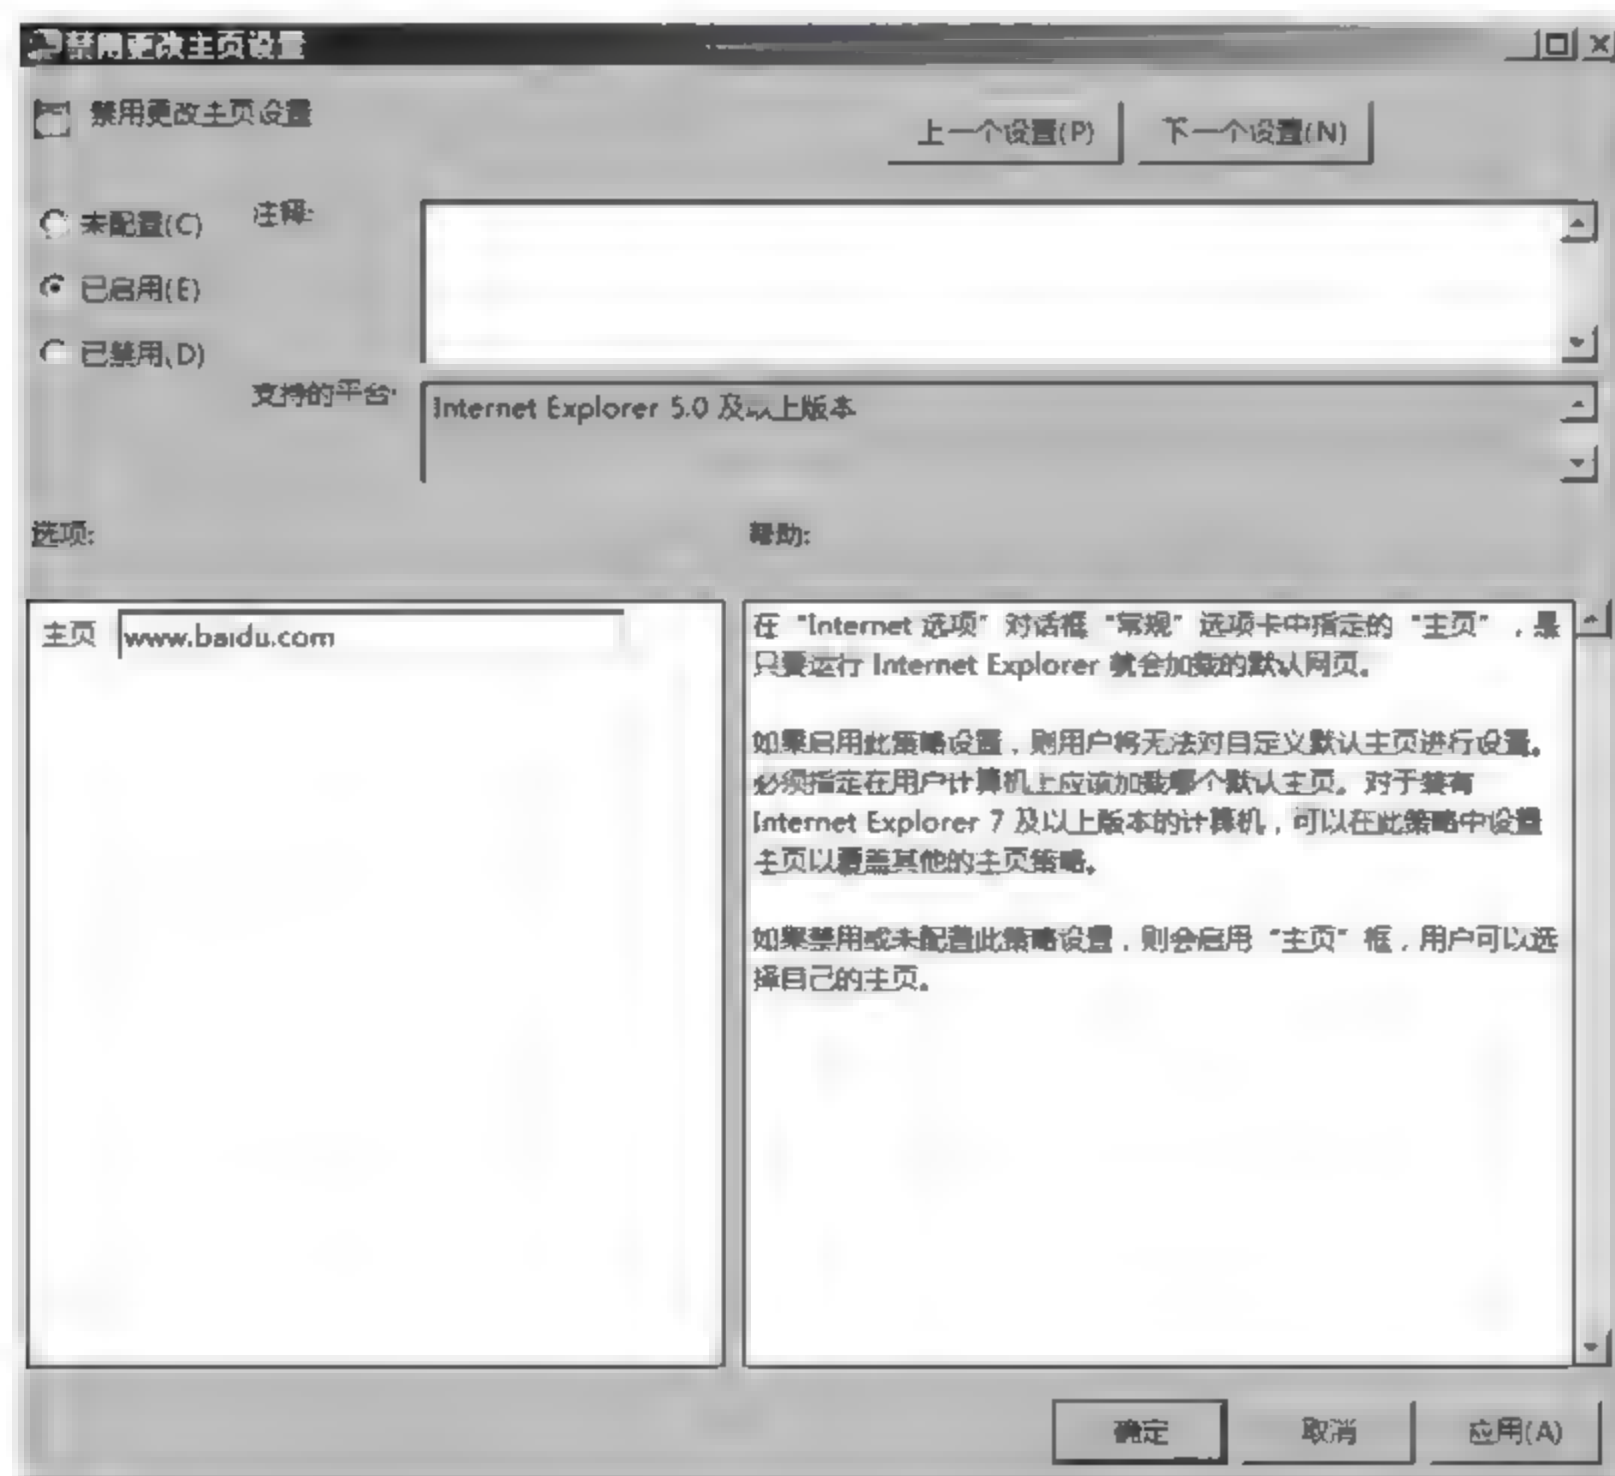 禁用更改主页设置
禁用更改主页设置
上一个设置(P)
下一个设置(N)
未配置(C)
注释:
已启用(E)
已禁用(D)
支持的平台:
Internet Explorer 5.0 及以上版本
选项:
帮助:
主页 www.baidu.com
在 "Internet 选项" 对话框 "常规" 选项卡中指定的 "主页" ，是
只要运行 Internet Explorer 就会加载的默认网页。
如果启用此策略设置，则用户将无法对自定义默认主页进行设置。
必须指定在用户计算机上应该加载哪个默认主页。对于装有
Internet Explorer 7 及以上版本的计算机，可以在此策略中设置
主页以覆盖其他的主页策略。
如果禁用或未配置此策略设置，则会启用 "主页" 框，用户可以选
择自己的主页。
确定
取消
应用(A)